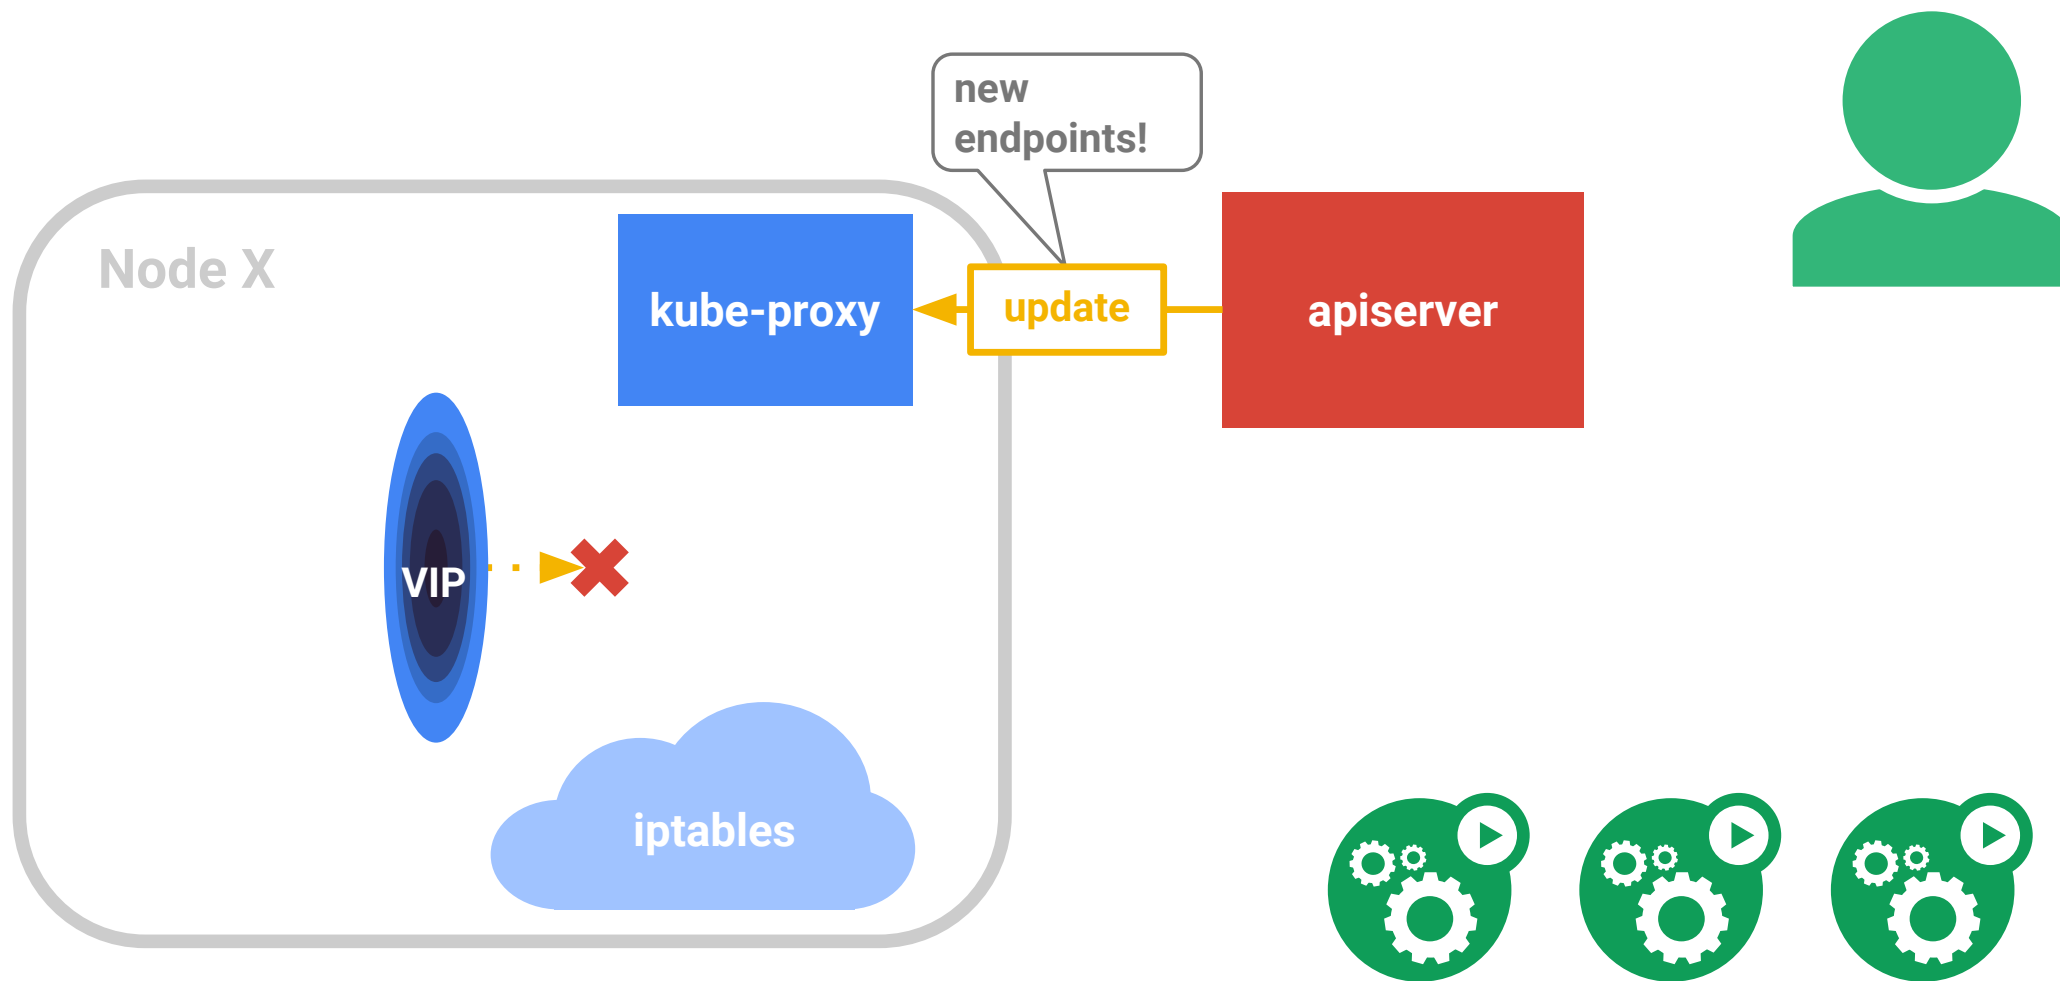 new
endpoints!
Node X
kube-proxy
update
apiserver
VIP
iptables